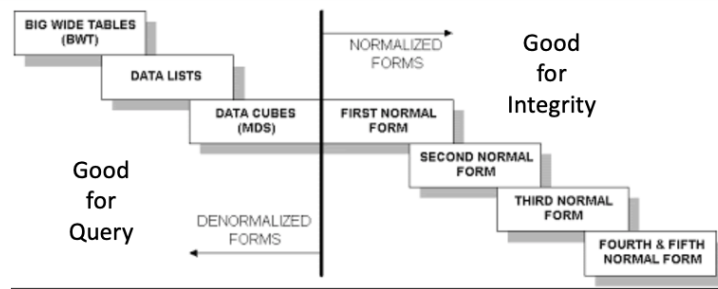 BIG WIDE TABLES
(BWT)
DATA LISTS
DATA CUBES
(MDS)
FIRST NORMAL
FORM
SECOND NORMAL
FORM
THIRD NORMAL
FORM
FOURTH & FIFTH
NORMAL FORM
NORMALIZED
FORMS
Good
for
Integrity
Good
for
Query
DENORMALIZED
FORMS